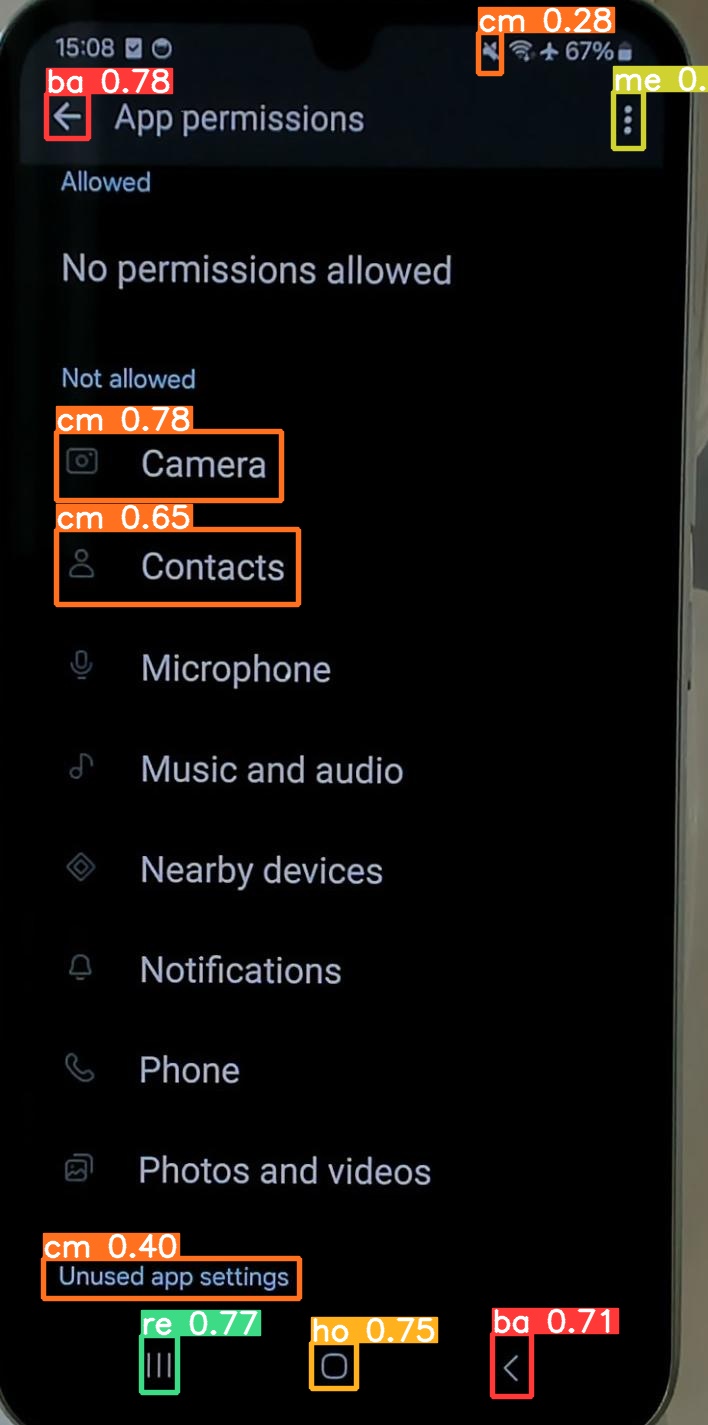 cm 0.28
15:08 67%
ba 0.78 me 0.
App permissions
Allowed
No permissions allowed
Not allowed
cm 0.78
Camera
cm 0.65
Contacts
Microphone
Music and audio
Nearby devices
Notifications
Phone
Photos and videos
cm 0.40
Unused app settings
re 0.77 ho 0.75 ba 0.71